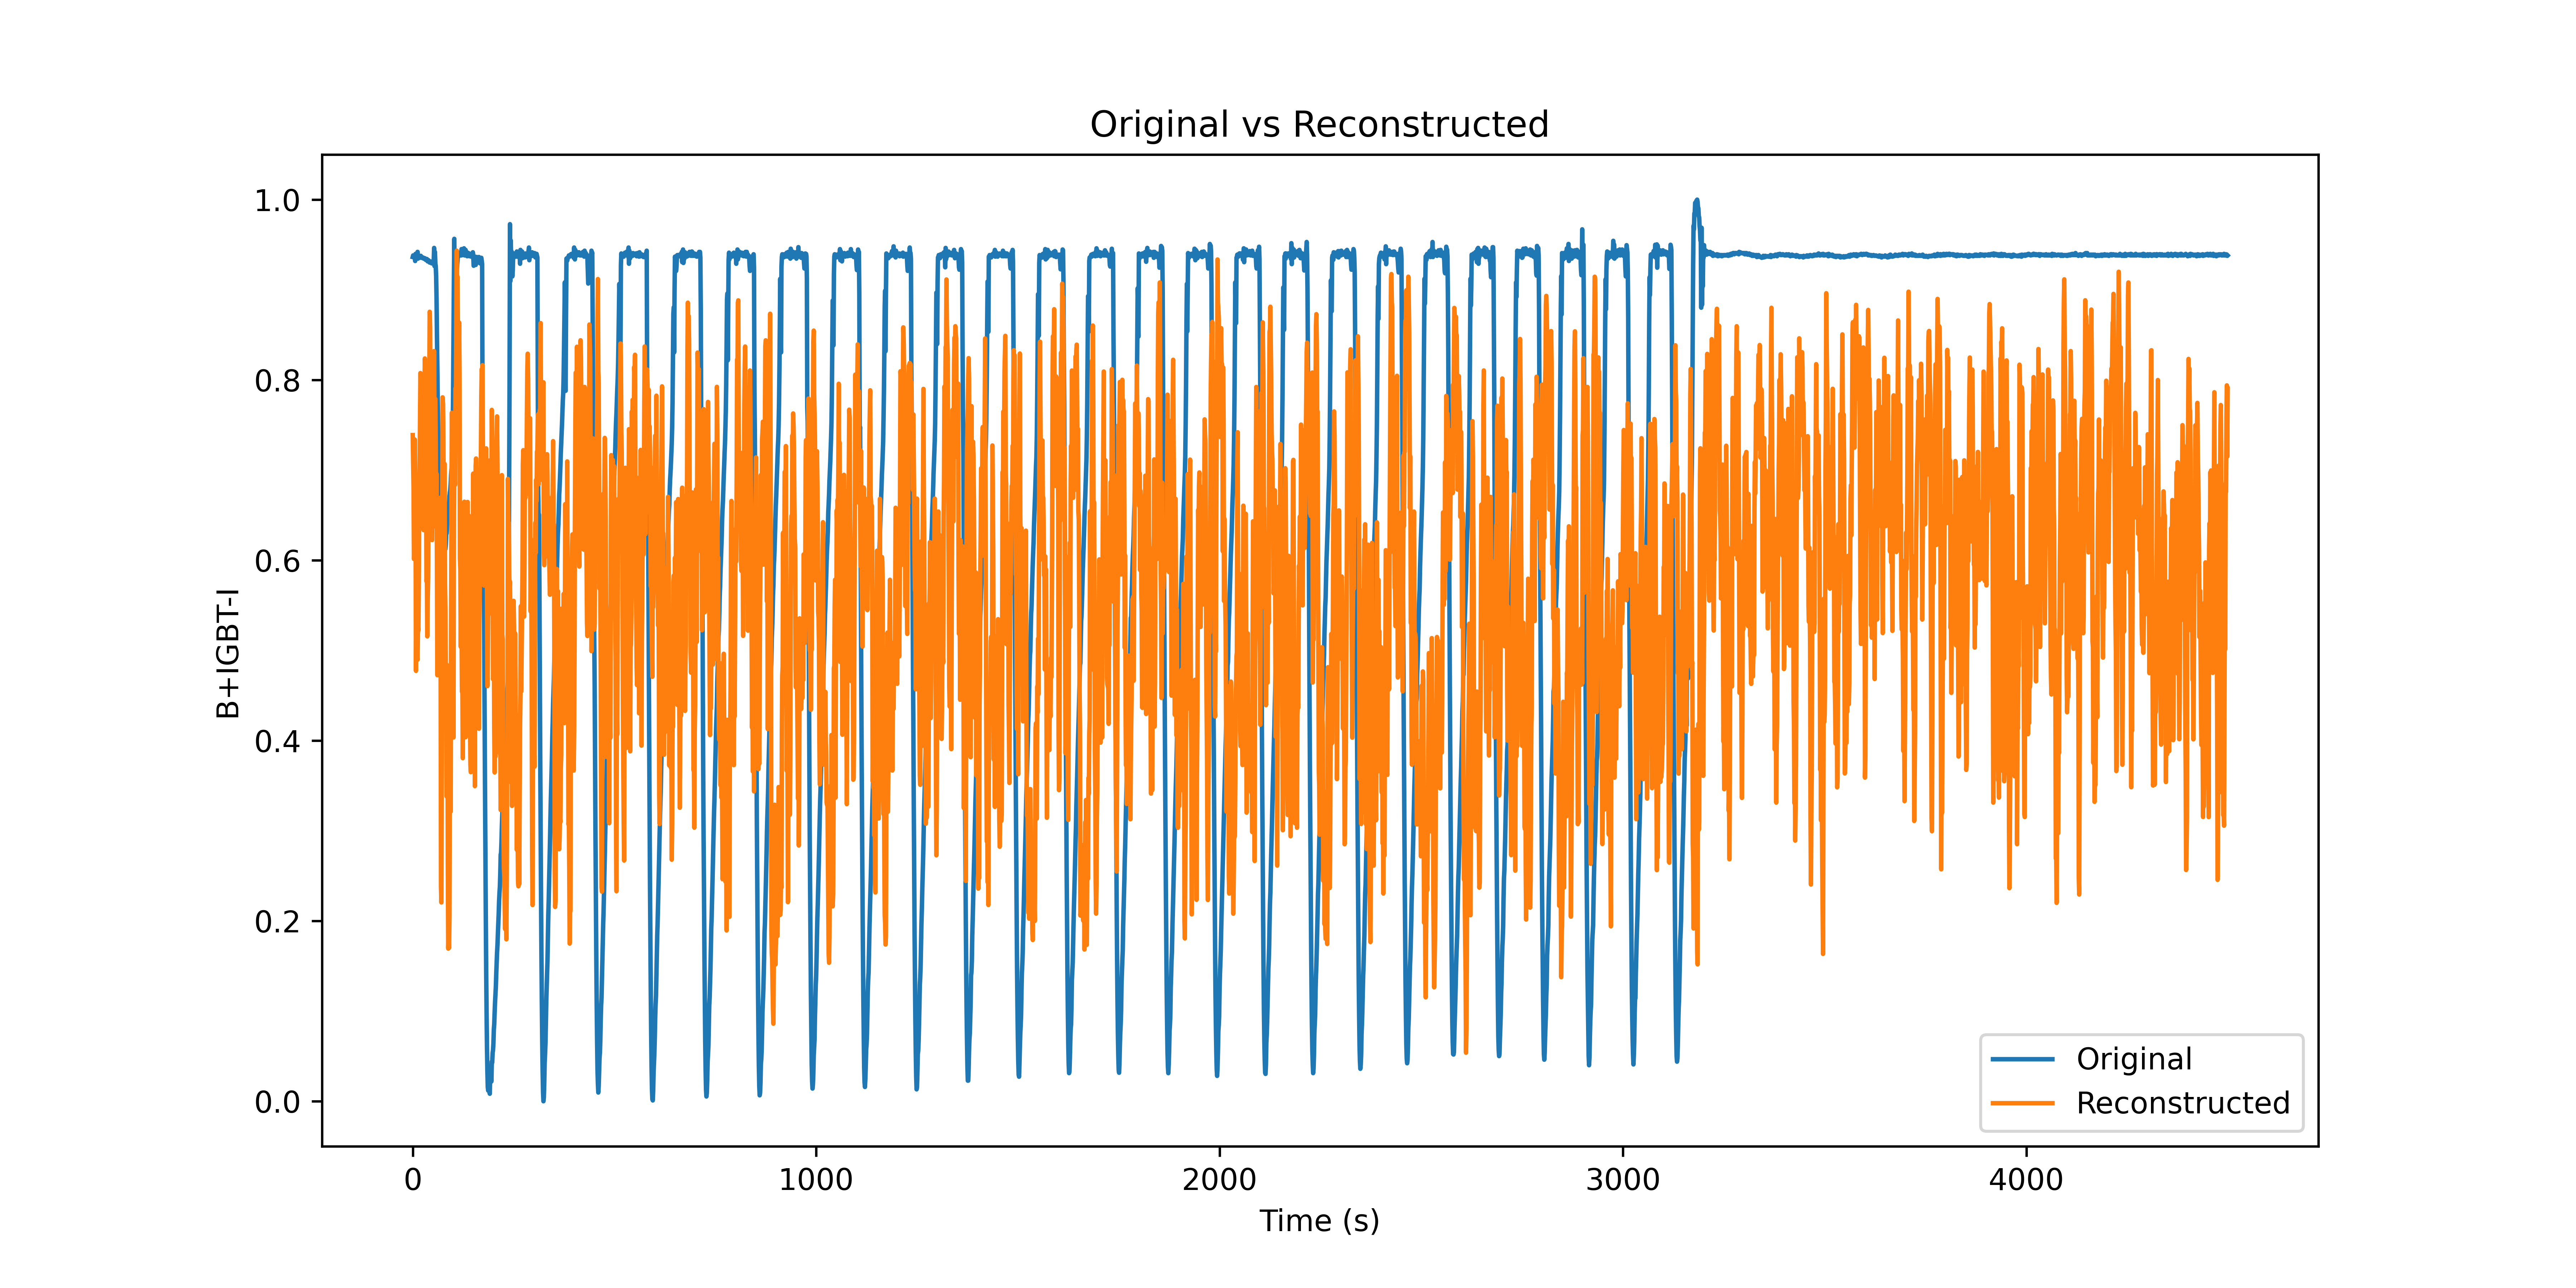 Original vs Reconstructed
1.0
0.8
0.6
0.4
0.2
0.0
B+IGBT-I
0
1000
2000
3000
4000
Time (s)
Original
Reconstructed